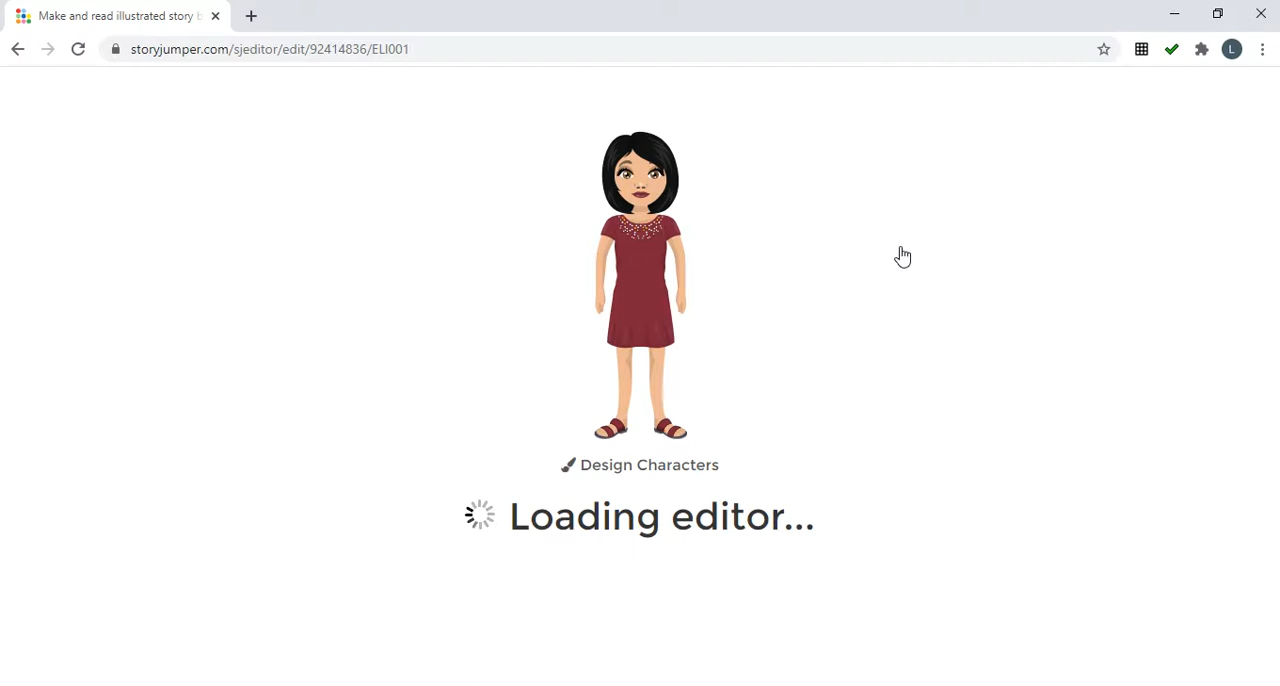 Make and read illustrated story b
storyjumper.com/sjeditor/edit/92414836/ELI001
L
Design Characters
Loading editor...